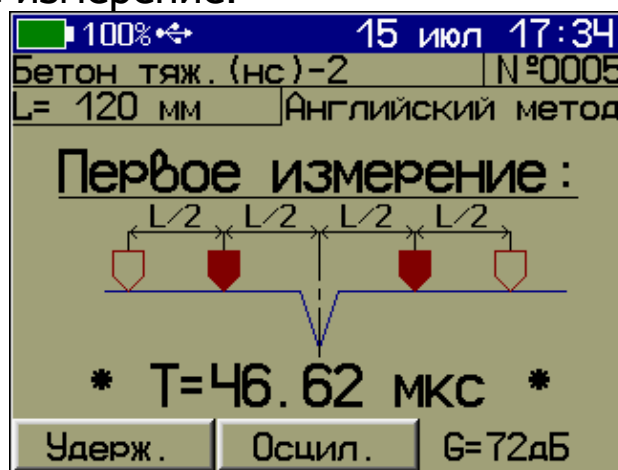 измерение.
100% 15 июл 17:34
Бетон тяж.(нс)-2 №0005
L= 120 мм Английский метод
Первое измерение:
L/2 L/2 L/2 L/2
* T=46.62 мкс *
Удерж. Осцил. G=72дБ